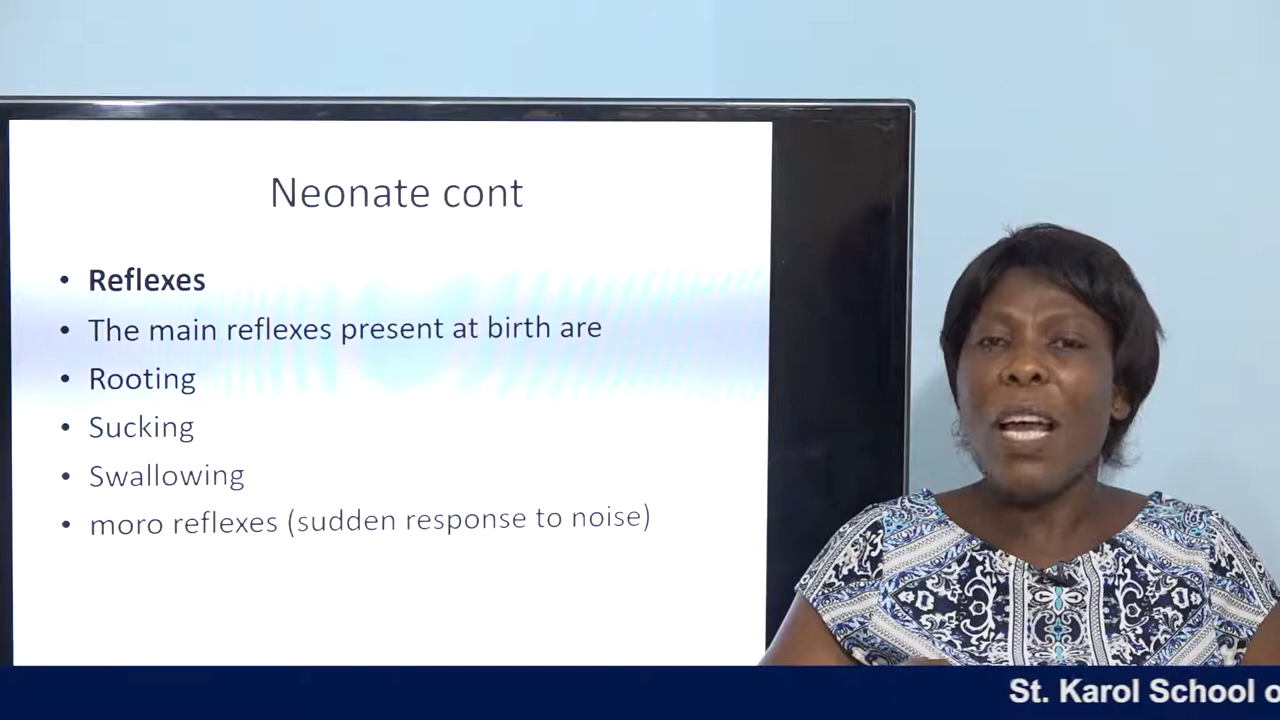 Neonate cont
• Reflexes
• The main reflexes present at birth are
• Rooting
• Sucking
• Swallowing
• moro reflexes (sudden response to noise)
St. Karol School o